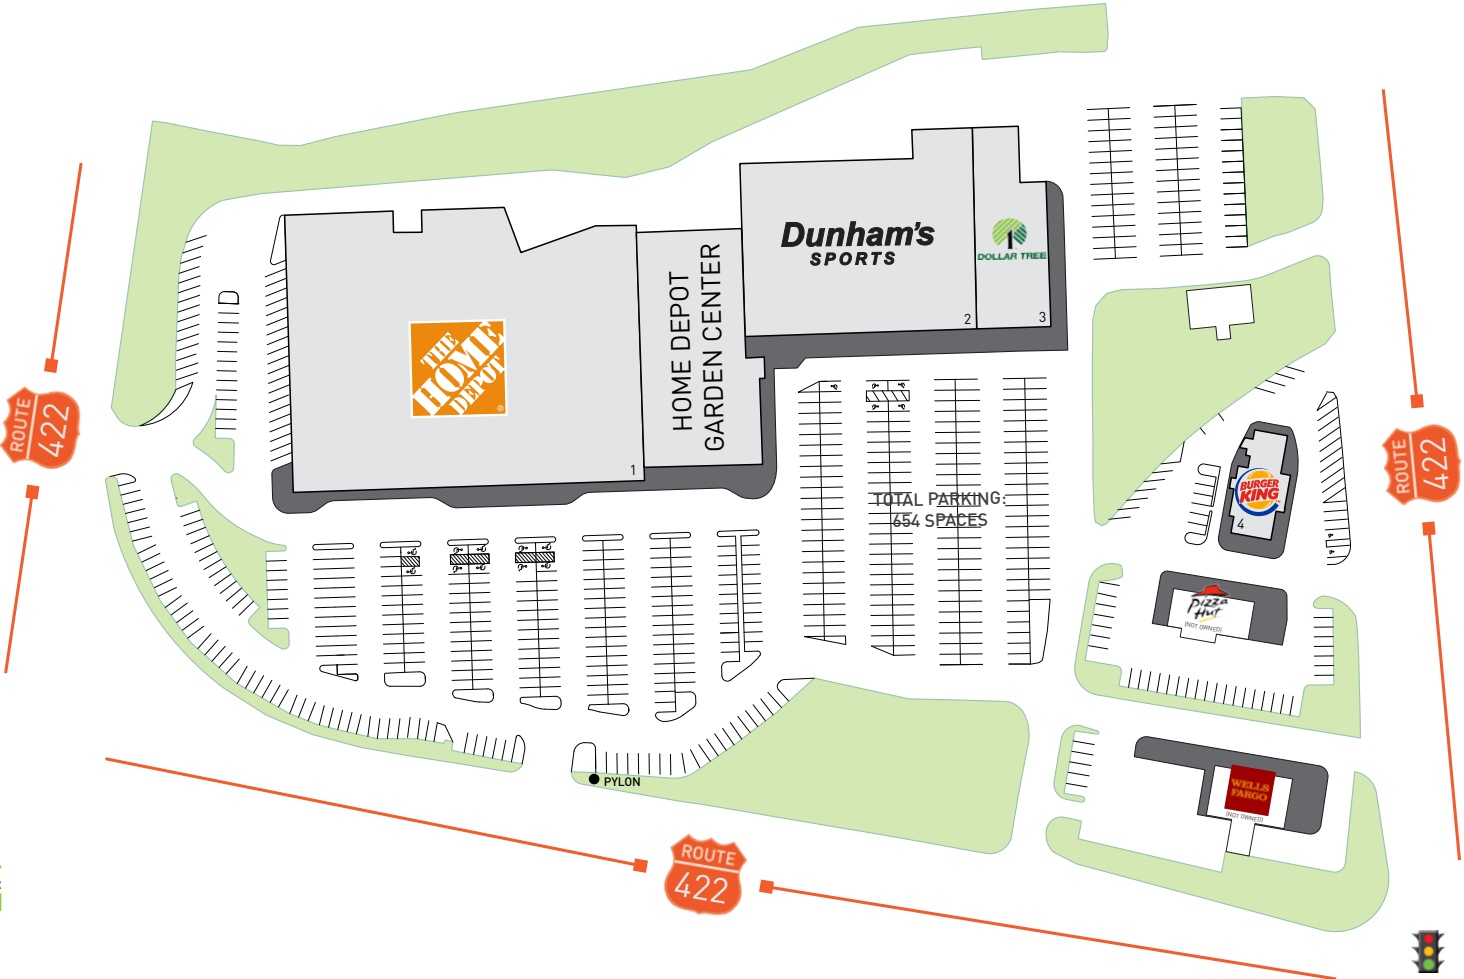 Dunham's
SPORTS
DOLLAR TREE
2
3
HOME DEPOT
GARDEN CENTER
THE
HOME
DEPOT
®
1
ROUTE
422
ROUTE
422
TOTAL PARKING:
654 SPACES
BURGER
KING
4
Pizza
Hut
(NOT OWNED)
WELLS
FARGO
(NOT OWNED)
PYLON
ROUTE
422